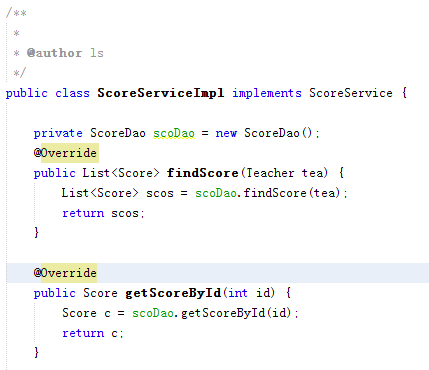 /**
 *
 * @author ls
 */
public class ScoreServiceImpl implements ScoreService {

    private ScoreDao scoDao = new ScoreDao();
    @Override
    public List<Score> findScore(Teacher tea) {
        List<Score> scos = scoDao.findScore(tea);
        return scos;
    }

    @Override
    public Score getScoreById(int id) {
        Score c = scoDao.getScoreById(id);
        return c;
    }